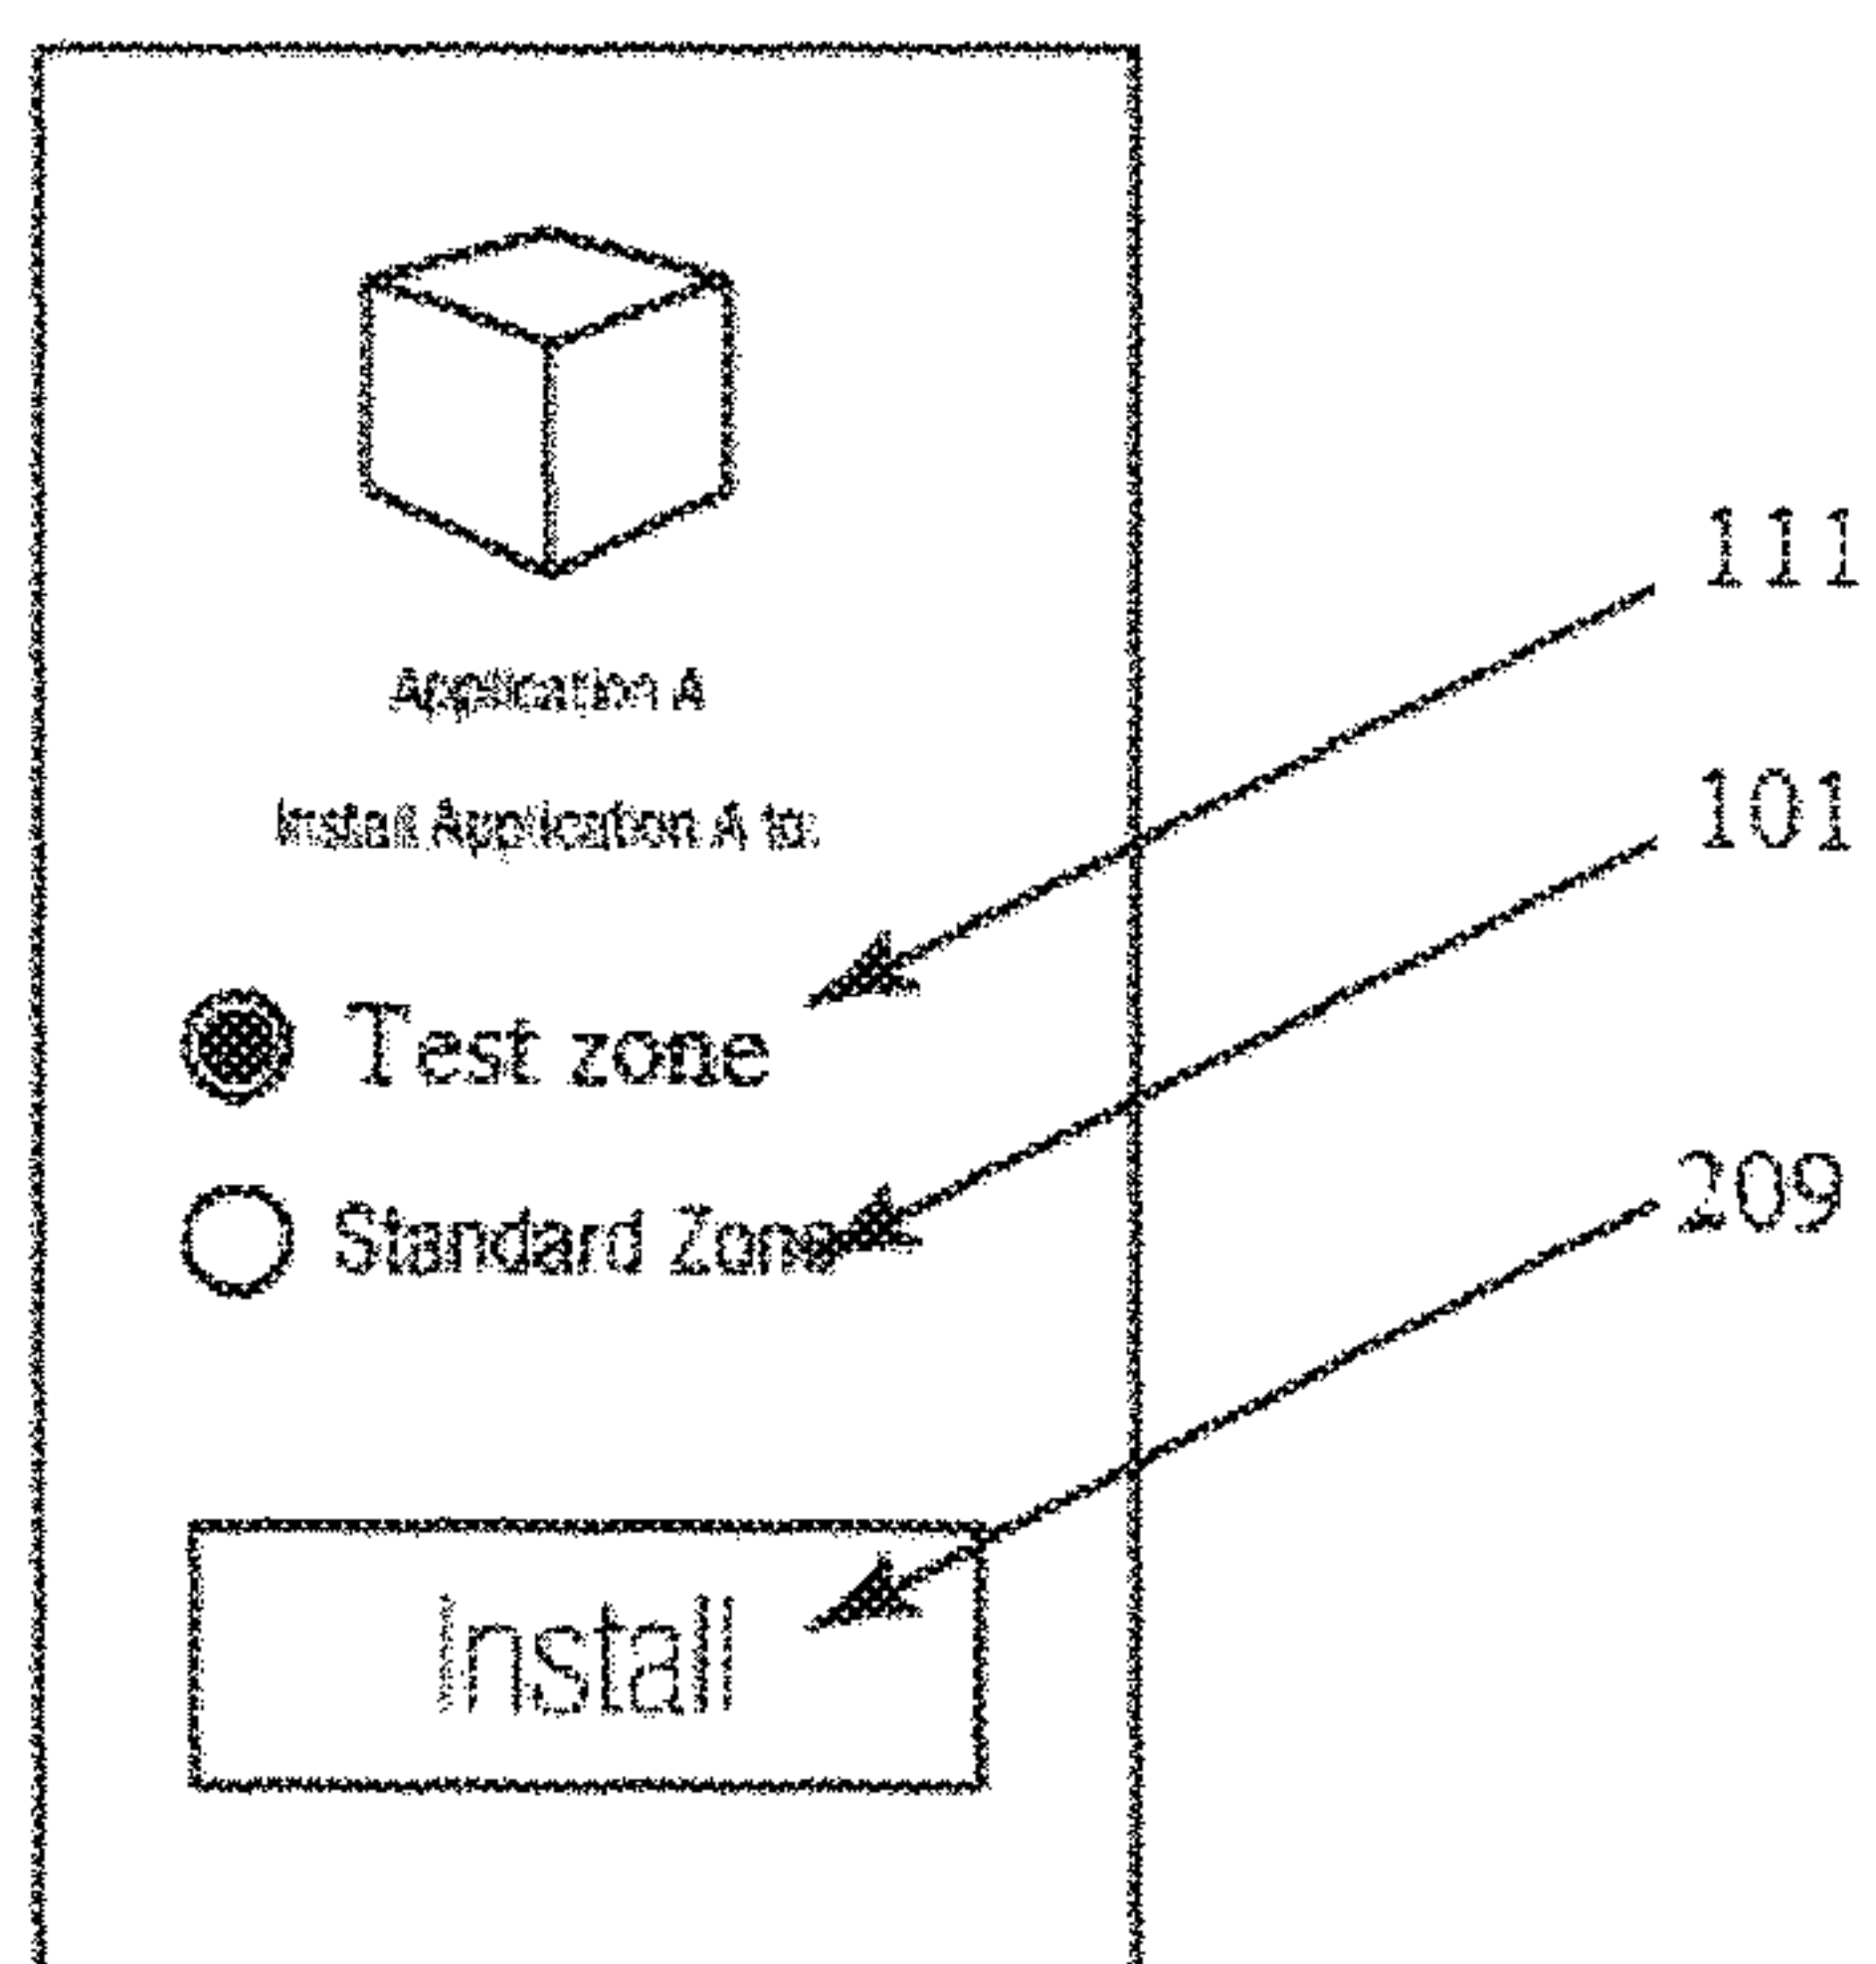 111
Application A
101
Install Application A to:
Test zone
209
Standard Zone
Install